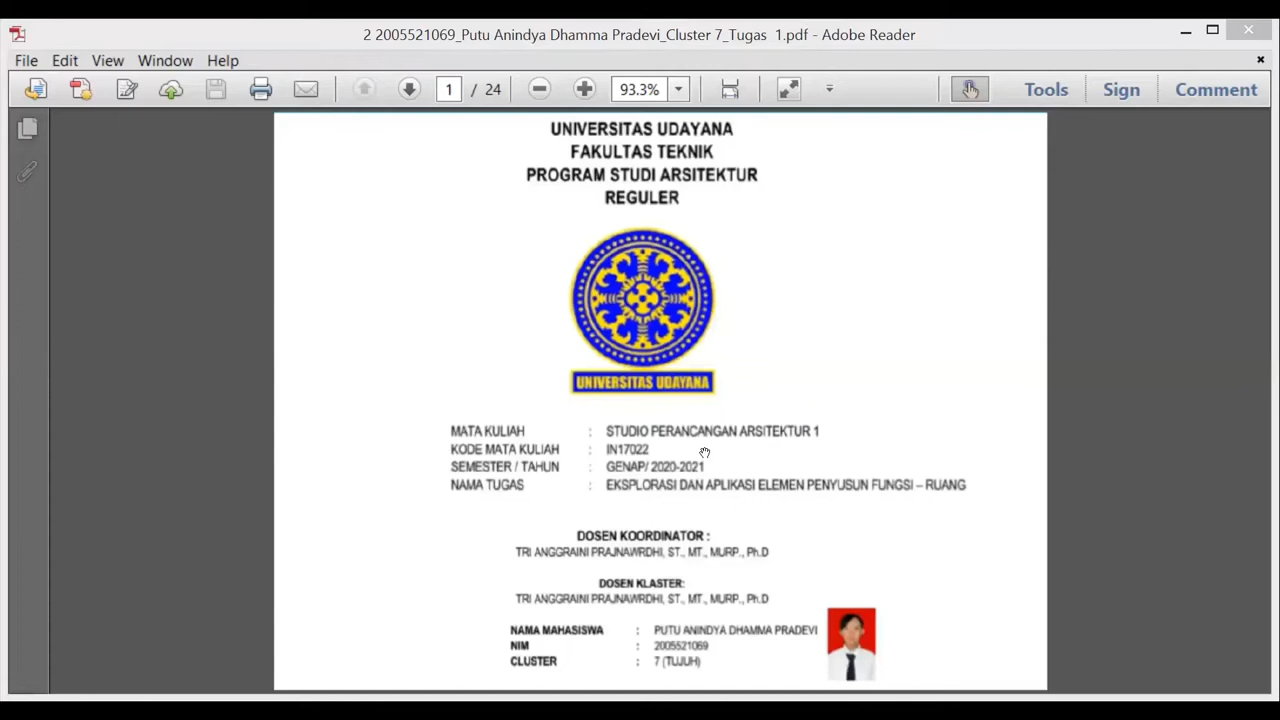 2 2005521069_Putu Anindya Dhamma Pradevi_Cluster 7_Tugas 1.pdf - Adobe Reader
File Edit View Window Help
1 / 24 93.3% Tools Sign Comment
UNIVERSITAS UDAYANA
FAKULTAS TEKNIK
PROGRAM STUDI ARSITEKTUR
REGULER
UNIVERSITAS UDAYANA
MATA KULIAH : STUDIO PERANCANGAN ARSITEKTUR 1
KODE MATA KULIAH : IN17022
SEMESTER / TAHUN : GENAP/ 2020-2021
NAMA TUGAS : EKSPLORASI DAN APLIKASI ELEMEN PENYUSUN FUNGSI – RUANG
DOSEN KOORDINATOR :
TRI ANGGRAINI PRAJNAWRDHI, ST., MT., MURP., Ph.D
DOSEN KLASTER:
TRI ANGGRAINI PRAJNAWRDHI, ST., MT., MURP., Ph.D
NAMA MAHASISWA : PUTU ANINDYA DHAMMA PRADEVI
NIM : 2005521069
CLUSTER : 7 (TUJUH)